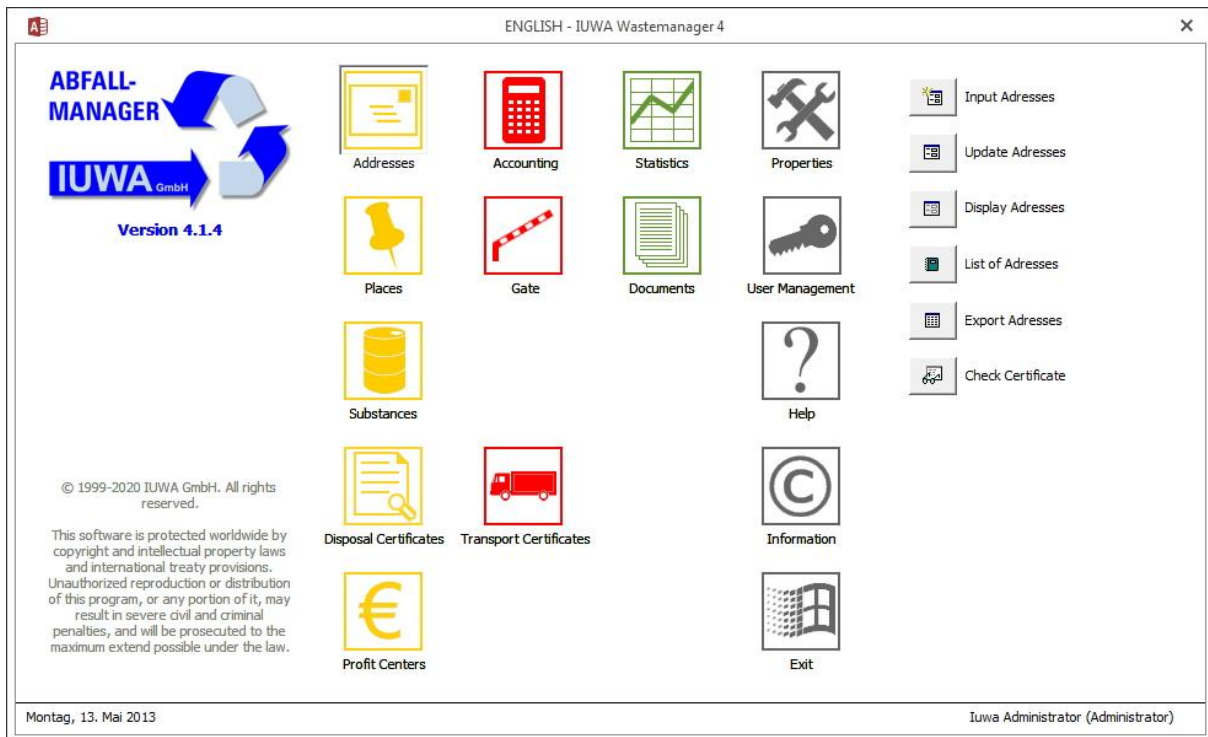 ENGLISH - IUWA Wastemanager 4
ABFALL-
MANAGER
IUWA GmbH
Version 4.1.4
© 1999-2020 IUWA GmbH. All rights
reserved.
This software is protected worldwide by
copyright and intellectual property laws
and international treaty provisions.
Unauthorized reproduction or distribution
of this program, or any portion of it, may
result in severe civil and criminal
penalties, and will be prosecuted to the
maximum extend possible under the law.
Addresses
Accounting
Statistics
Properties
Places
Gate
Documents
User Management
Substances
Help
Disposal Certificates
Transport Certificates
Information
Profit Centers
Exit
Input Adresses
Update Adresses
Display Adresses
List of Adresses
Export Adresses
Check Certificate
Montag, 13. Mai 2013
Iuwa Administrator (Administrator)